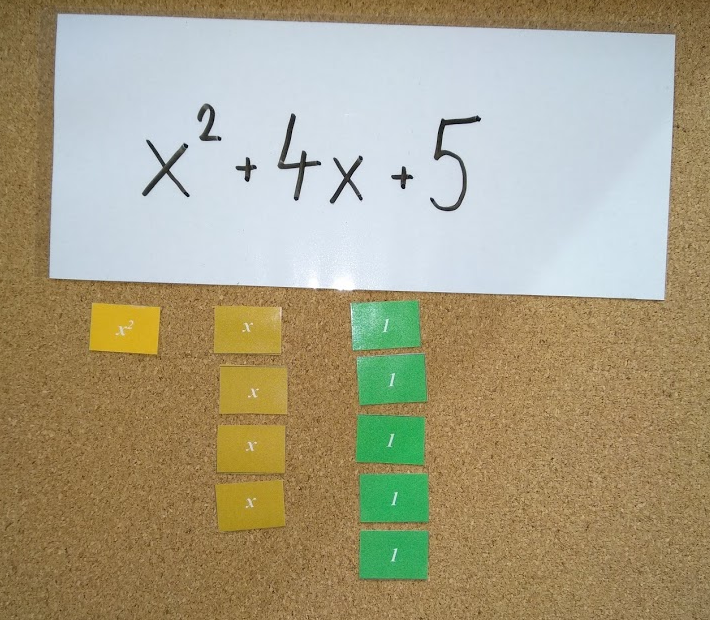 x² + 4x + 5
x² x 1
x 1
x 1
x 1
1